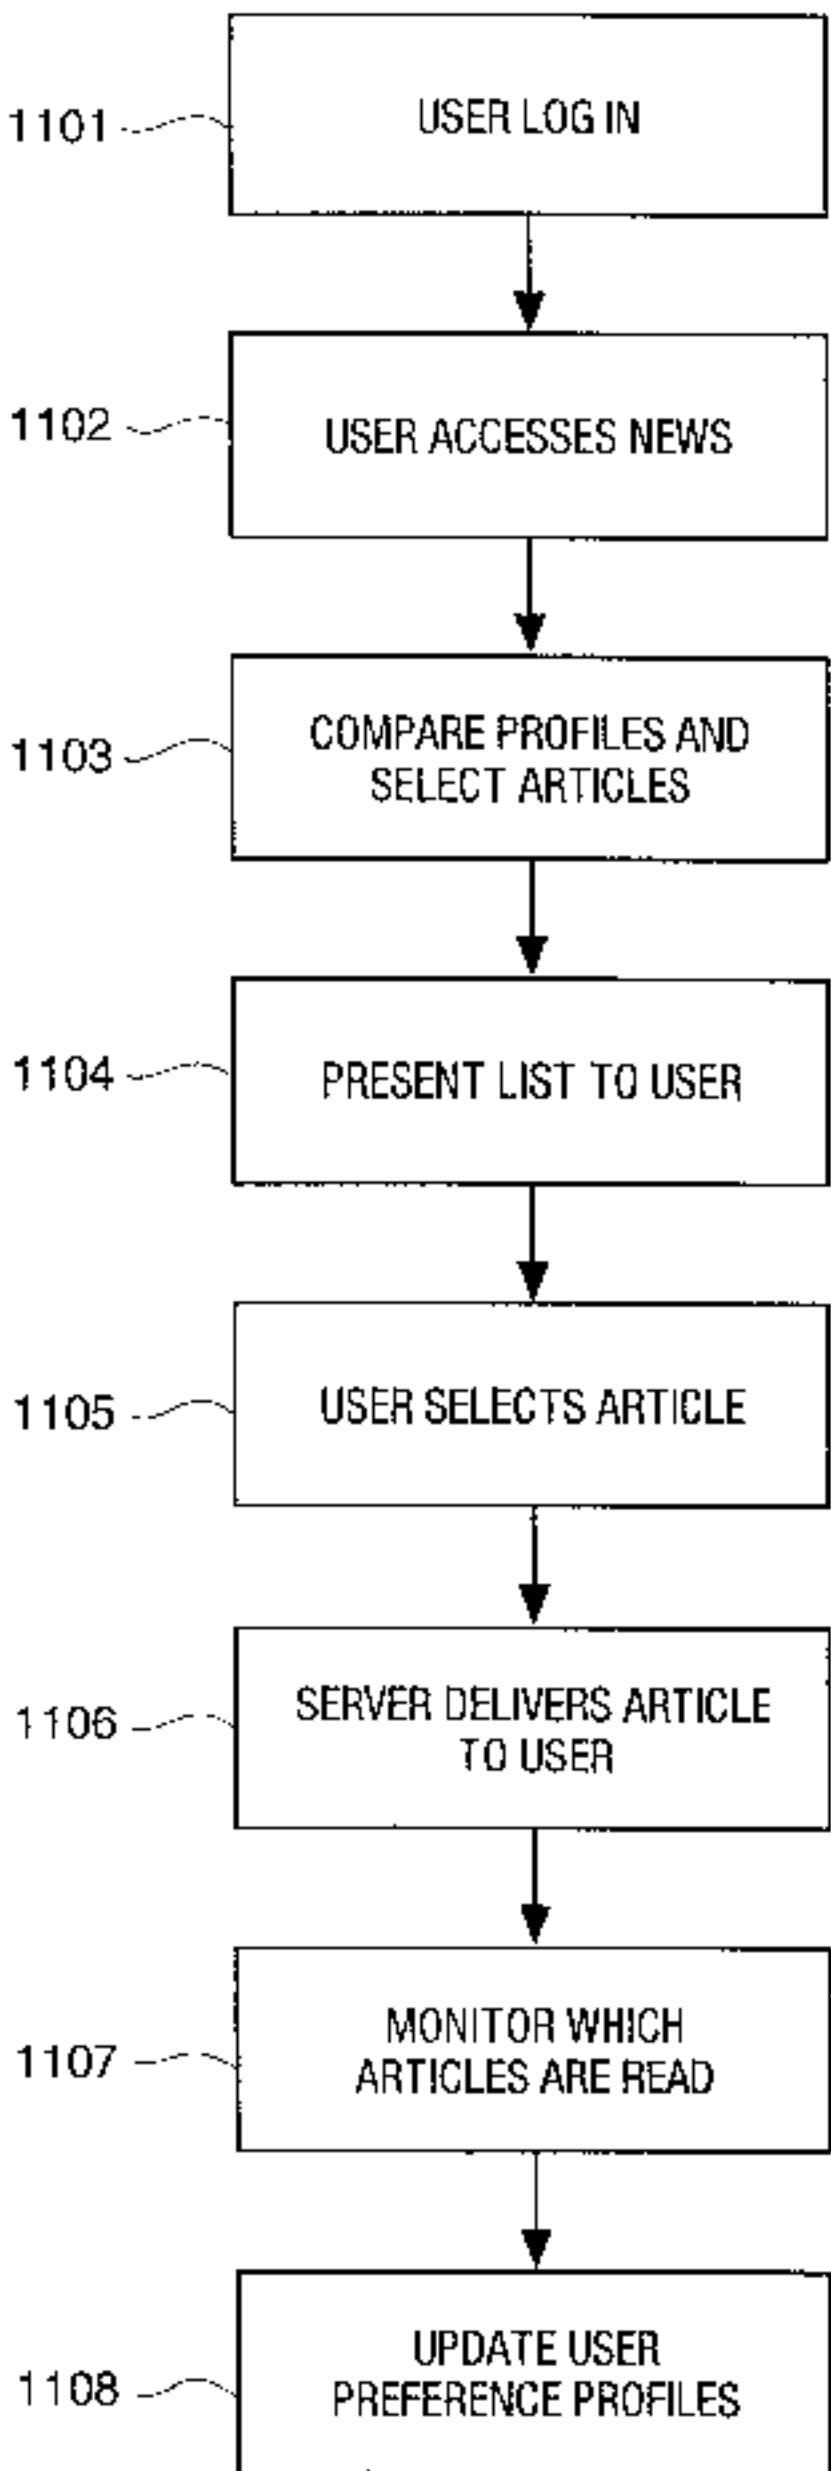 1101
USER LOG IN
1102
USER ACCESSES NEWS
1103
COMPARE PROFILES AND
SELECT ARTICLES
1104
PRESENT LIST TO USER
1105
USER SELECTS ARTICLE
1106
SERVER DELIVERS ARTICLE
TO USER
1107
MONITOR WHICH
ARTICLES ARE READ
1108
UPDATE USER
PREFERENCE PROFILES